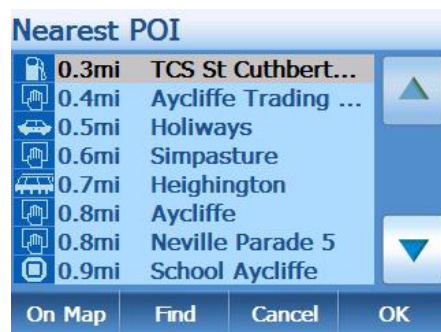 Nearest POI
0.3mi TCS St Cuthbert...
0.4mi Aycliffe Trading ...
0.5mi Holiways
0.6mi Simpasture
0.7mi Heighington
0.8mi Aycliffe
0.8mi Neville Parade 5
0.9mi School Aycliffe
On Map Find Cancel OK